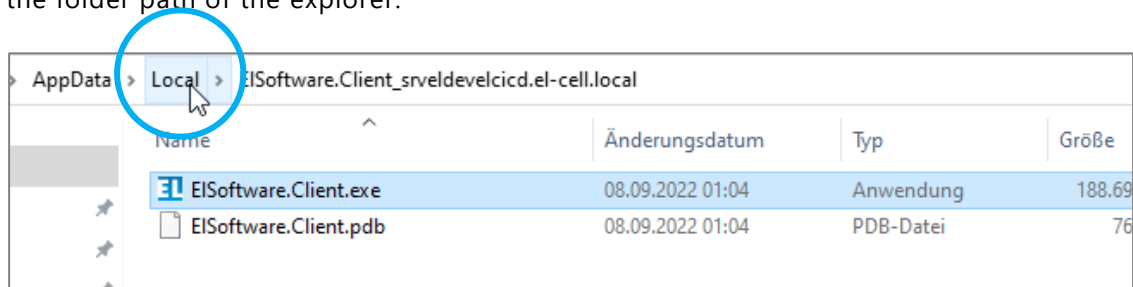 the folder path of the explorer.
AppData > Local > ElSoftware.Client_srveldevelcicd.el-cell.local
Name Änderungsdatum Typ Größe
EL ElSoftware.Client.exe 08.09.2022 01:04 Anwendung 188.69
ElSoftware.Client.pdb 08.09.2022 01:04 PDB-Datei 76